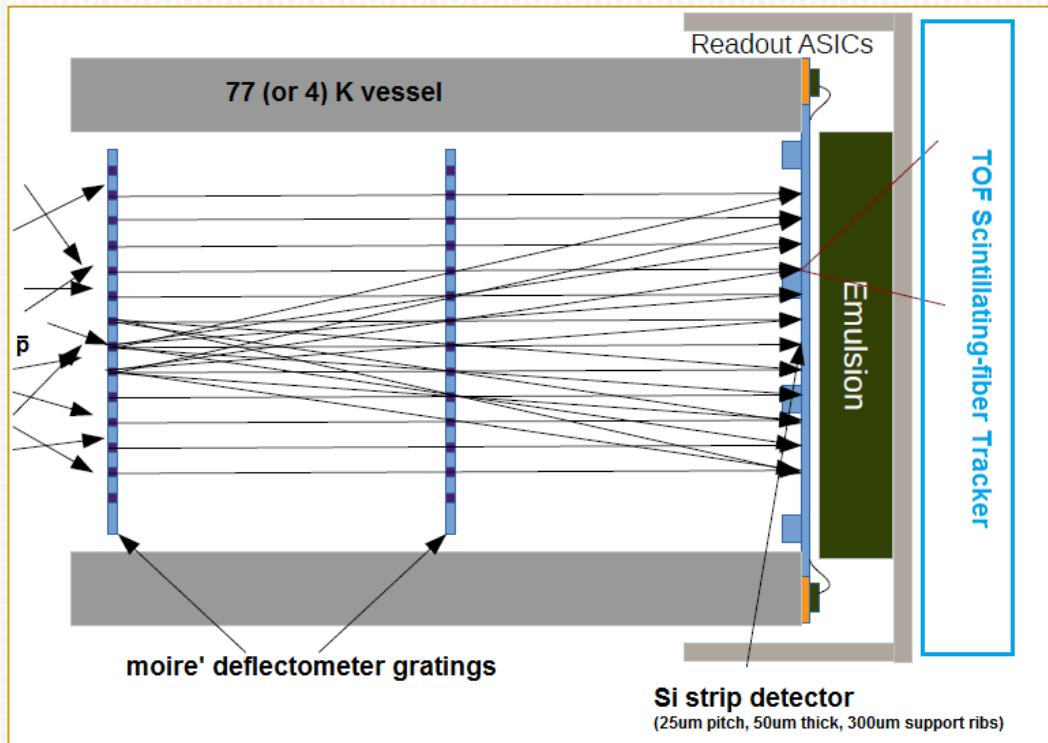 Readout ASICs
77 (or 4) K vessel
p̄
Emulsion
TOF Scintillating-fiber Tracker
moire' deflectometer gratings
Si strip detector
(25um pitch, 50um thick, 300um support ribs)